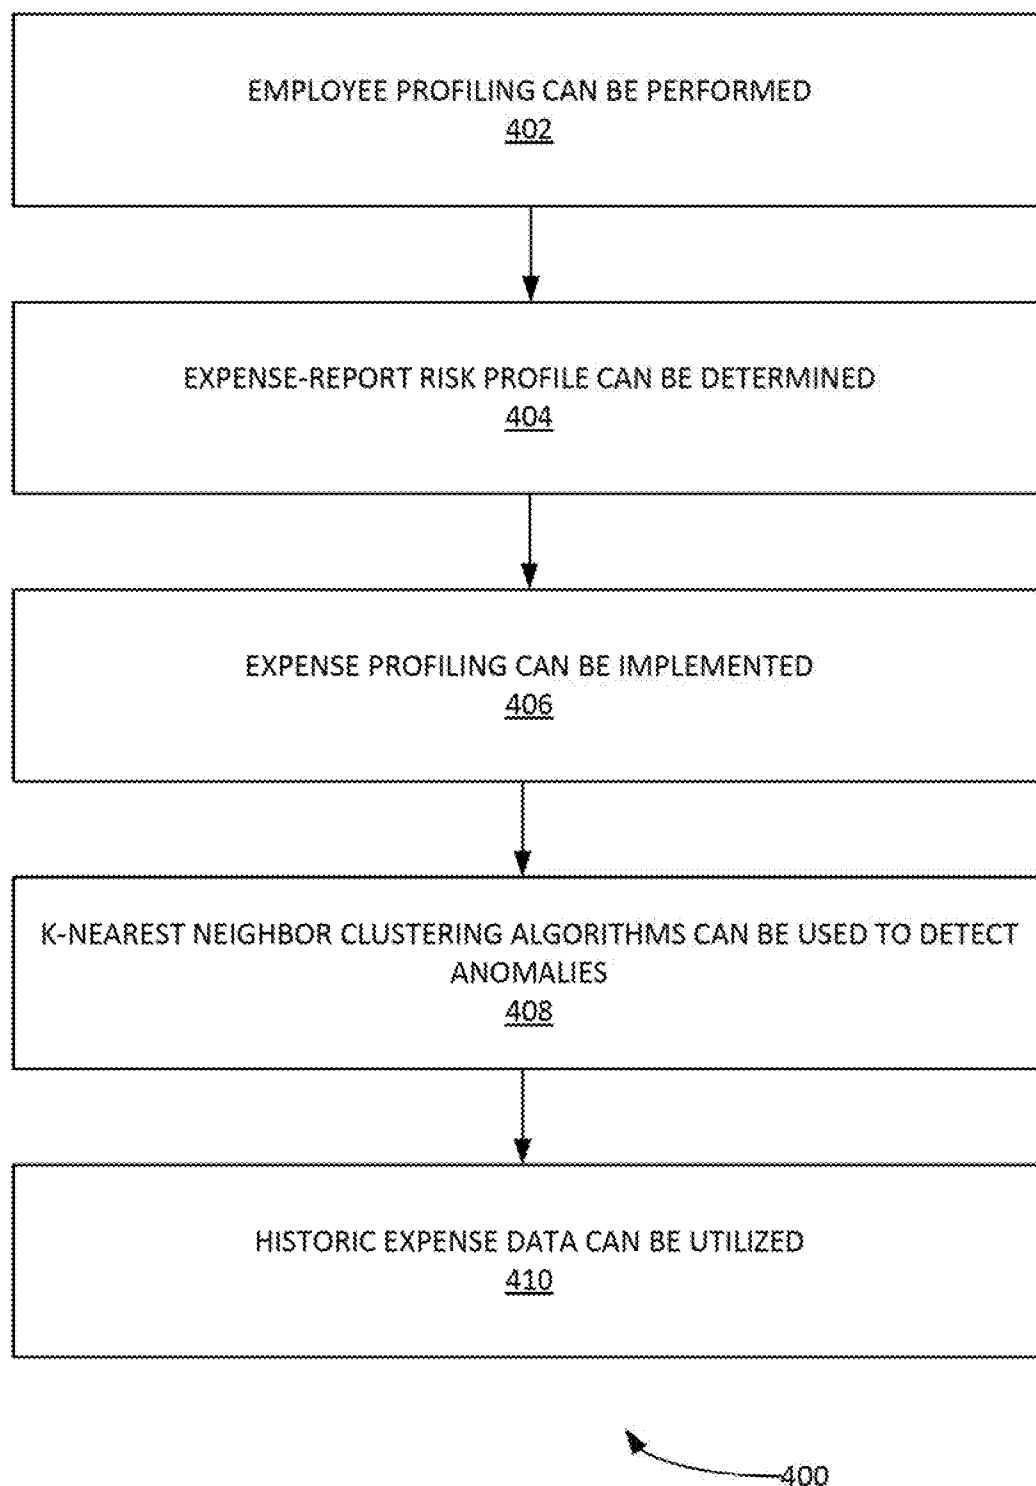 EMPLOYEE PROFILING CAN BE PERFORMED
402
EXPENSE-REPORT RISK PROFILE CAN BE DETERMINED
404
EXPENSE PROFILING CAN BE IMPLEMENTED
406
K-NEAREST NEIGHBOR CLUSTERING ALGORITHMS CAN BE USED TO DETECT
ANOMALIES
408
HISTORIC EXPENSE DATA CAN BE UTILIZED
410
400